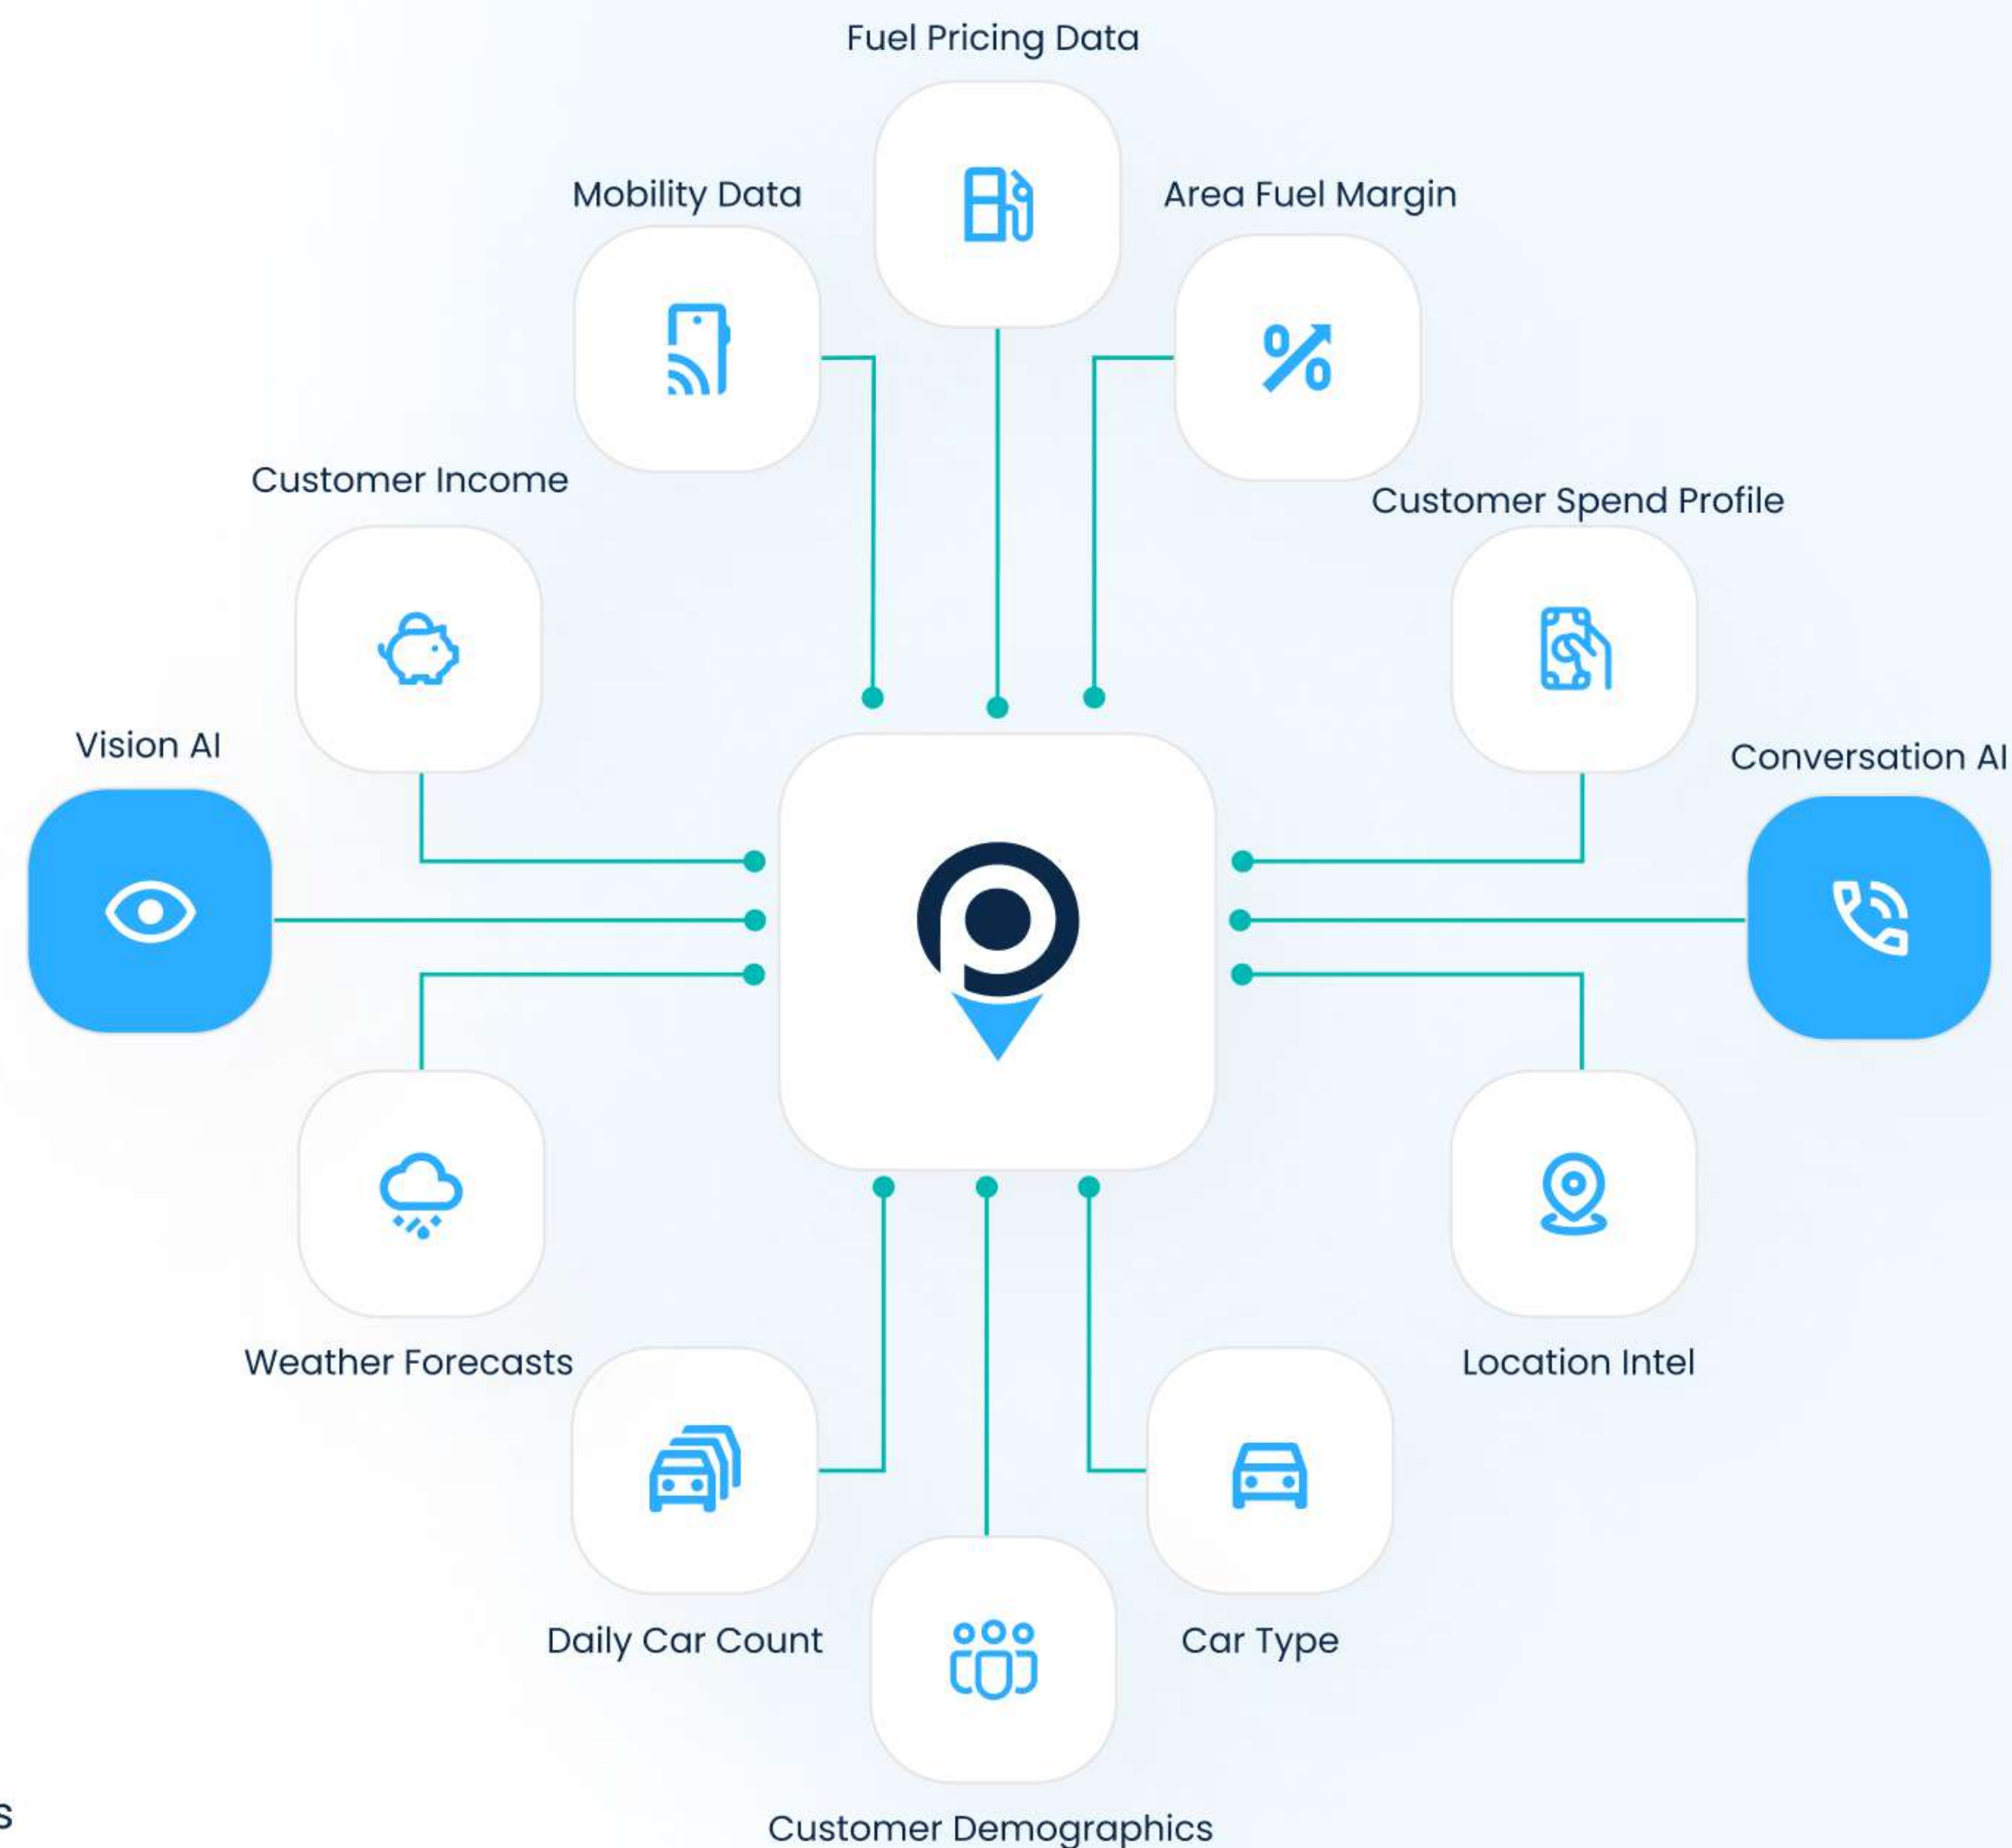 Fuel Pricing Data
Mobility Data
Area Fuel Margin
Customer Income
Customer Spend Profile
Vision AI
Conversation AI
Weather Forecasts
Location Intel
Daily Car Count
Car Type
s
Customer Demographics